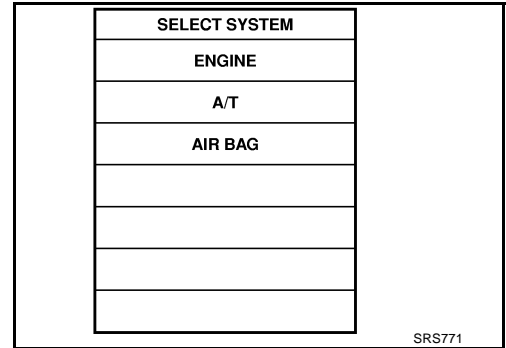 SELECT SYSTEM
ENGINE
A/T
AIR BAG
SRS771